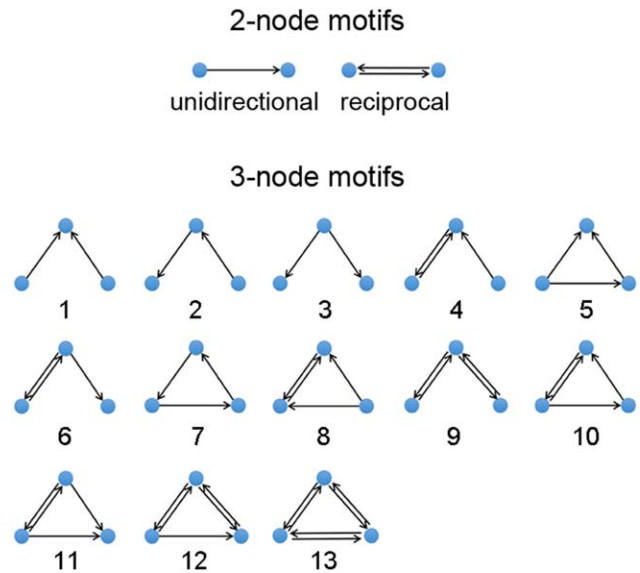 2-node motifs
unidirectional reciprocal
3-node motifs
1 2 3 4 5
6 7 8 9 10
11 12 13